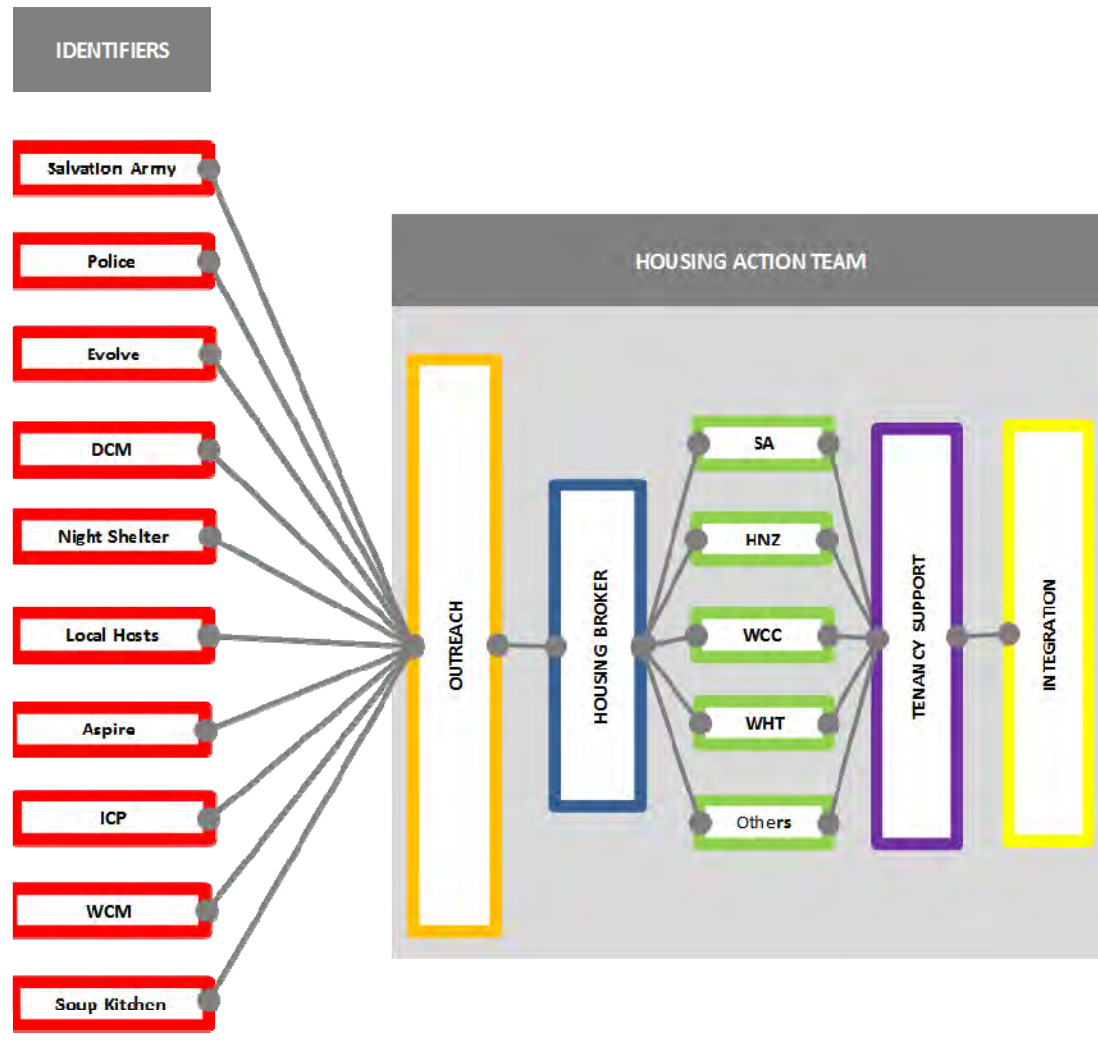 IDENTIFIERS
Salvation Army
Police
Evolve
DCM
Night Shelter
Local Hosts
Aspire
ICP
WCM
Soup Kitchen
HOUSING ACTION TEAM
OUTREACH
HOUSING BROKER
SA
HNZ
WCC
WHT
Others
TENANCY SUPPORT
INTEGRATION